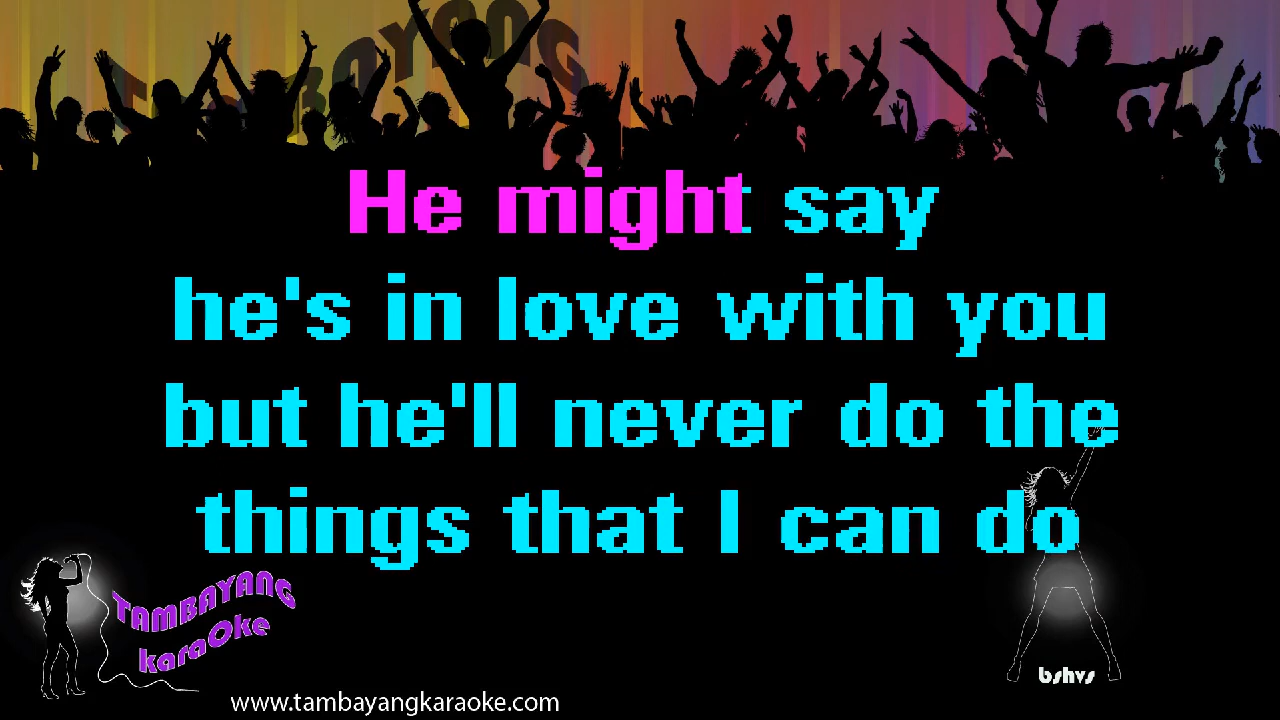 TAMBAYANG
He might say
he's in love with you
but he'll never do the
things that I can do
TAMBAYANG
karaOke
bshvs
www.tambayangkaraoke.com